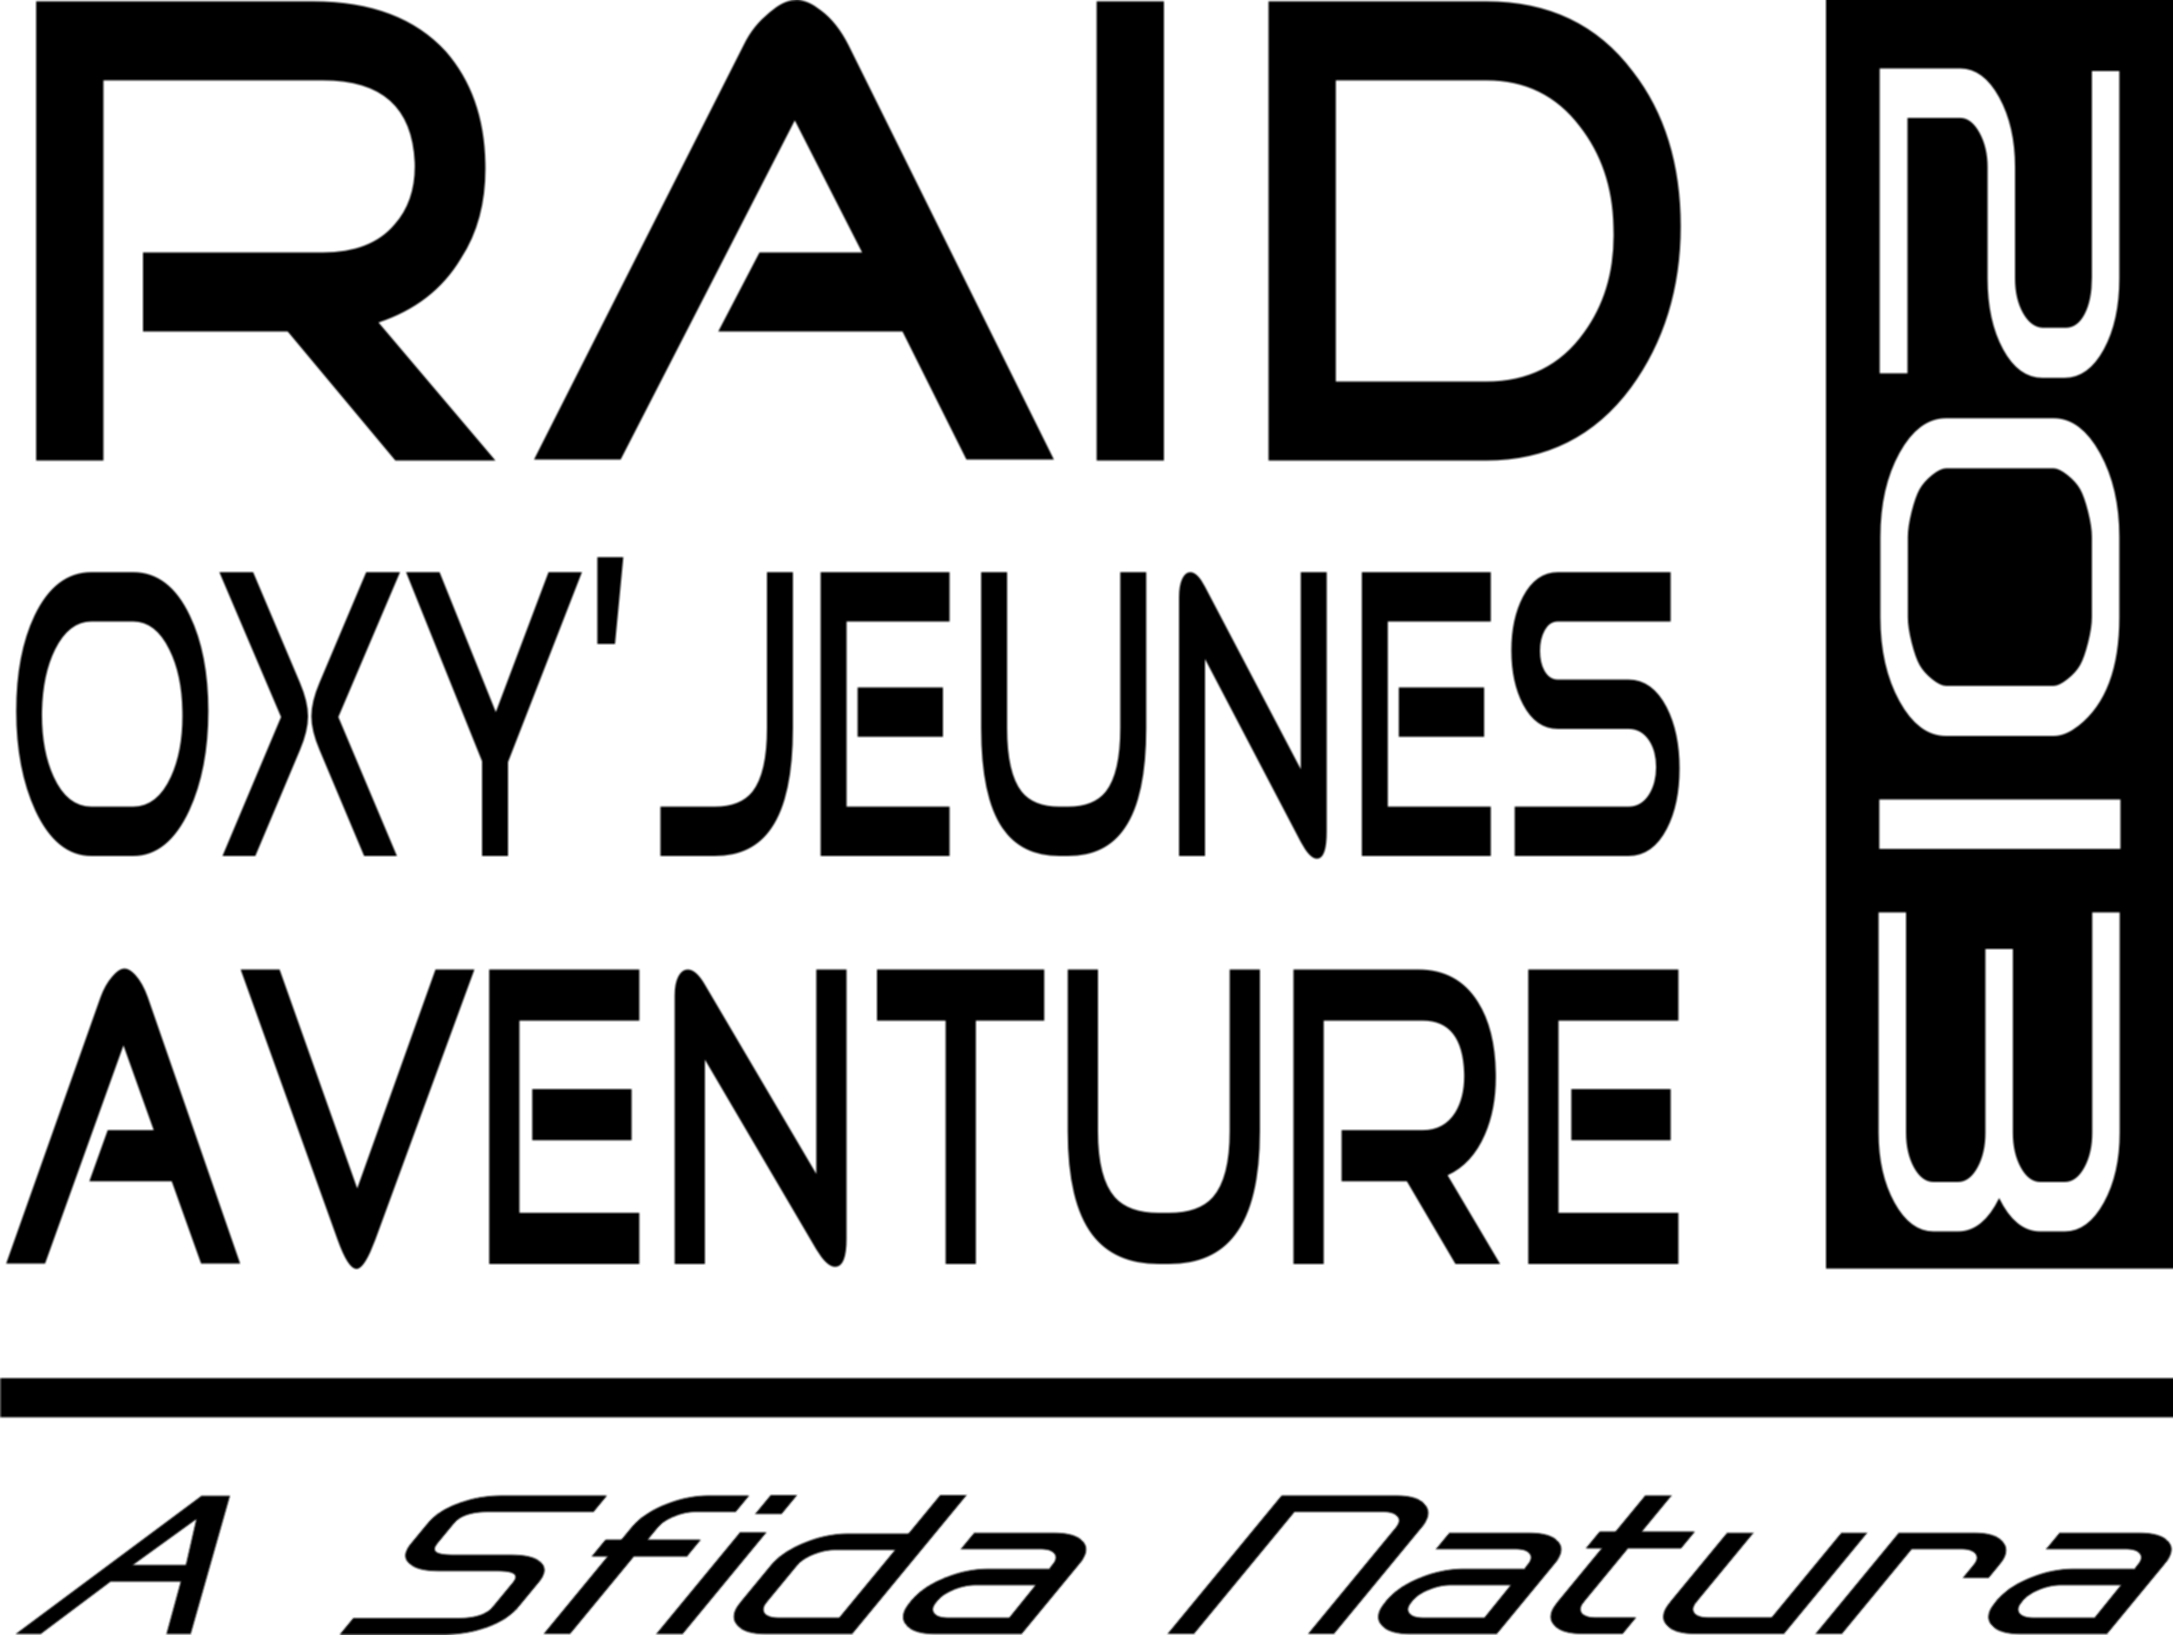 RAID
OXY'JEUNES
AVENTURE
2013
A Sfida Natura